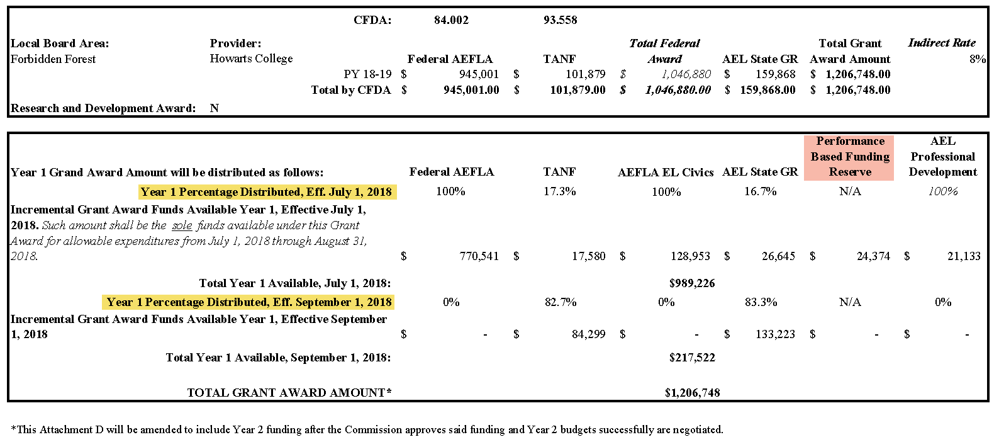 CFDA: 84.002 93.558
Local Board Area: Provider: Total Federal Total Grant Indirect Rate
Forbidden Forest Howarts College Federal AEFLA TANF Award AEL State GR Award Amount 8%
PY 18-19 $ 945,001 $ 101,879 $ 1,046,880 $ 159,868 $ 1,206,748.00
Total by CFDA $ 945,001.00 $ 101,879.00 $ 1,046,880.00 $ 159,868.00 $ 1,206,748.00
Research and Development Award: N
Performance AEL
Based Funding Professional
Year 1 Grand Award Amount will be distributed as follows: Federal AEFLA TANF AEFLA EL Civics AEL State GR Reserve Development
Year 1 Percentage Distributed, Eff. July 1, 2018 100% 17.3% 100% 16.7% N/A 100%
Incremental Grant Award Funds Available Year 1, Effective July 1,
2018. Such amount shall be the sole funds available under this Grant
Award for allowable expenditures from July 1, 2018 through August 31,
2018. $ 770,541 $ 17,580 $ 128,953 $ 26,645 $ 24,374 $ 21,133
Total Year 1 Available, July 1, 2018: $989,226
Year 1 Percentage Distributed, Eff. September 1, 2018 0% 82.7% 0% 83.3% N/A 0%
Incremental Grant Award Funds Available Year 1, Effective September
1, 2018 $ - $ 84,299 $ - $ 133,223 $ - $ -
Total Year 1 Available, September 1, 2018: $217,522
TOTAL GRANT AWARD AMOUNT* $1,206,748
*This Attachment D will be amended to include Year 2 funding after the Commission approves said funding and Year 2 budgets successfully are negotiated.